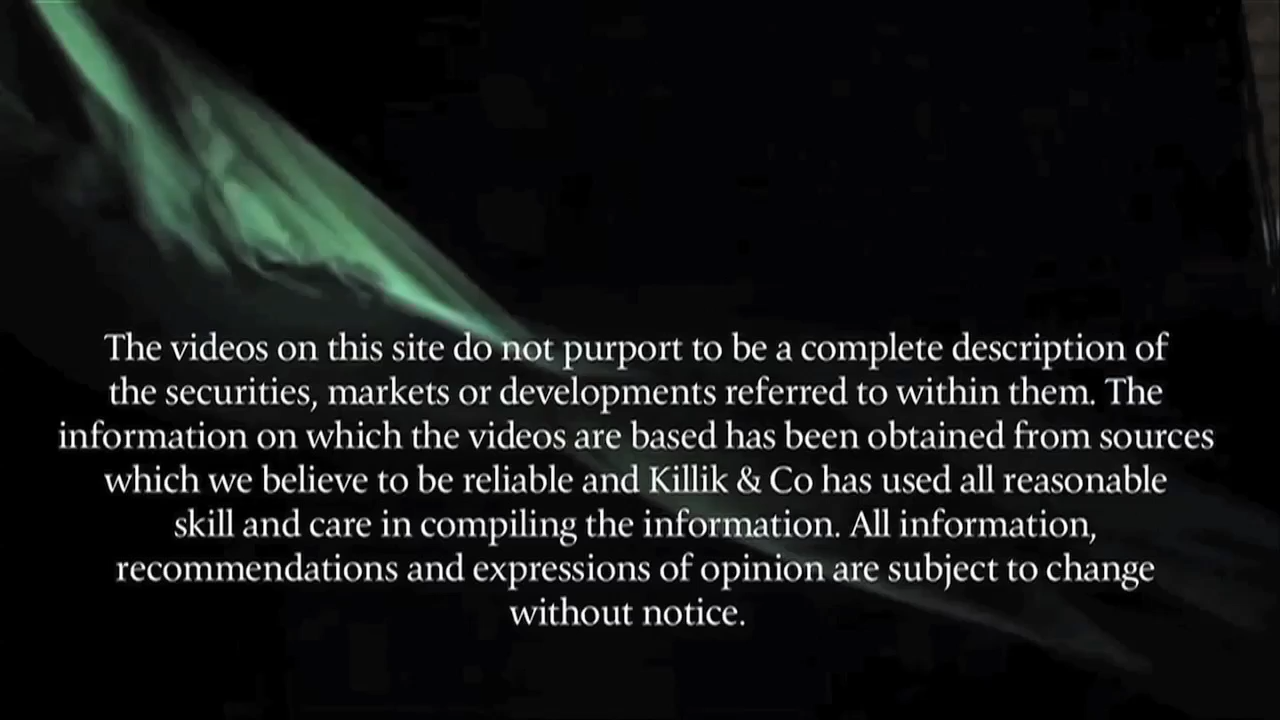 The videos on this site do not purport to be a complete description of
the securities, markets or developments referred to within them. The
information on which the videos are based has been obtained from sources
which we believe to be reliable and Killik & Co has used all reasonable
skill and care in compiling the information. All information,
recommendations and expressions of opinion are subject to change
without notice.